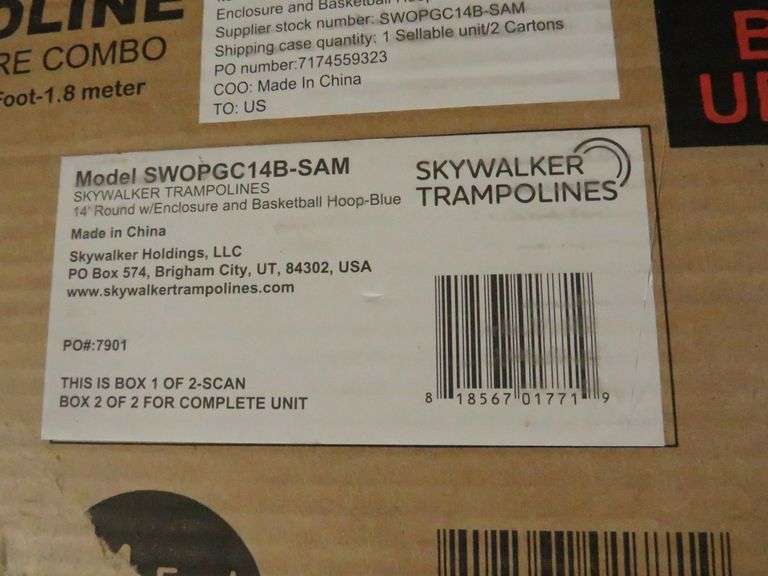 RE COMBO
Foot-1.8 meter
Enclosure and Basketball
Supplier stock number: SWOPGC14B-SAM
Shipping case quantity: 1 Sellable unit/2 Cartons
PO number:7174559323
COO: Made In China
TO: US
Model SWOPGC14B-SAM
SKYWALKER TRAMPOLINES
14' Round w/Enclosure and Basketball Hoop-Blue
Made in China
Skywalker Holdings, LLC
PO Box 574, Brigham City, UT, 84302, USA
www.skywalkertrampolines.com
PO#:7901
THIS IS BOX 1 OF 2-SCAN
BOX 2 OF 2 FOR COMPLETE UNIT
SKYWALKER
TRAMPOLINES
8 18567 01771 9